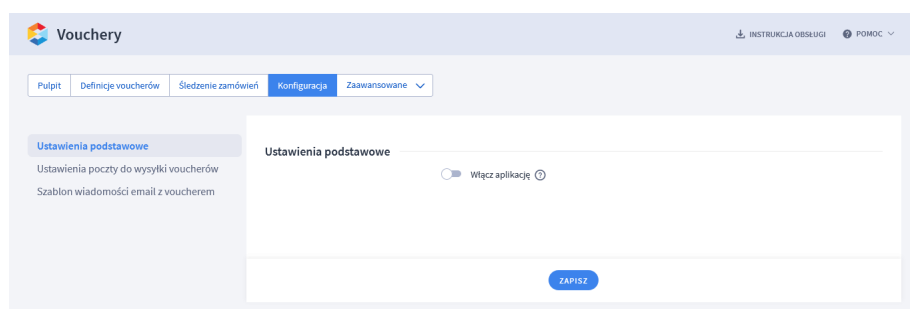 Vouchery
INSTRUKCJA OBSŁUGI
POMOC
Pulpit
Definicje voucherów
Śledzenie zamówień
Konfiguracja
Zaawansowane
Ustawienia podstawowe
Ustawienia poczty do wysyłki voucherów
Szablon wiadomości email z voucherem
Ustawienia podstawowe
Włącz aplikację
ZAPISZ